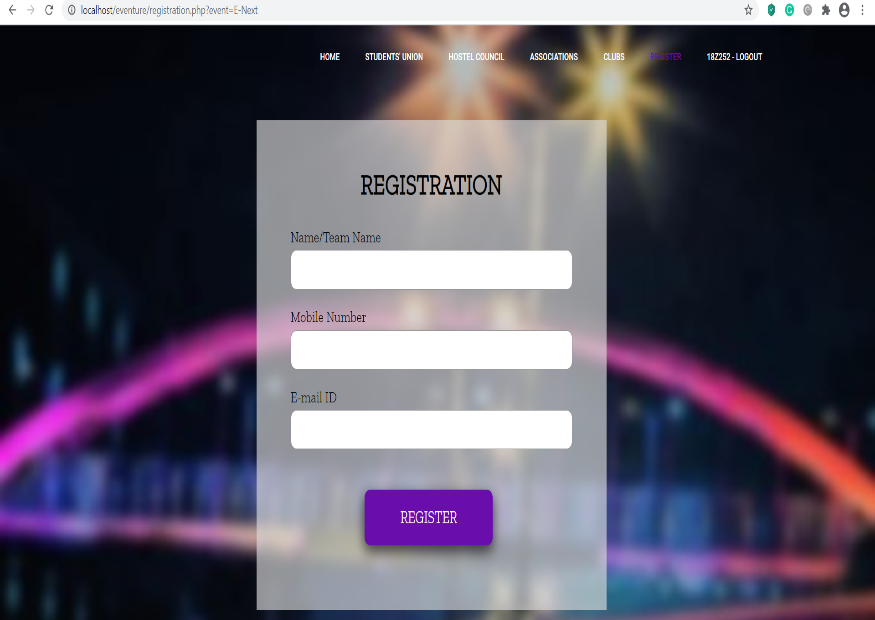 localhost/eventure/registration.php?event=E-Next
HOME STUDENTS' UNION HOSTEL COUNCIL ASSOCIATIONS CLUBS REGISTER 18Z252 - LOGOUT
REGISTRATION
Name/Team Name
Mobile Number
E-mail ID
REGISTER